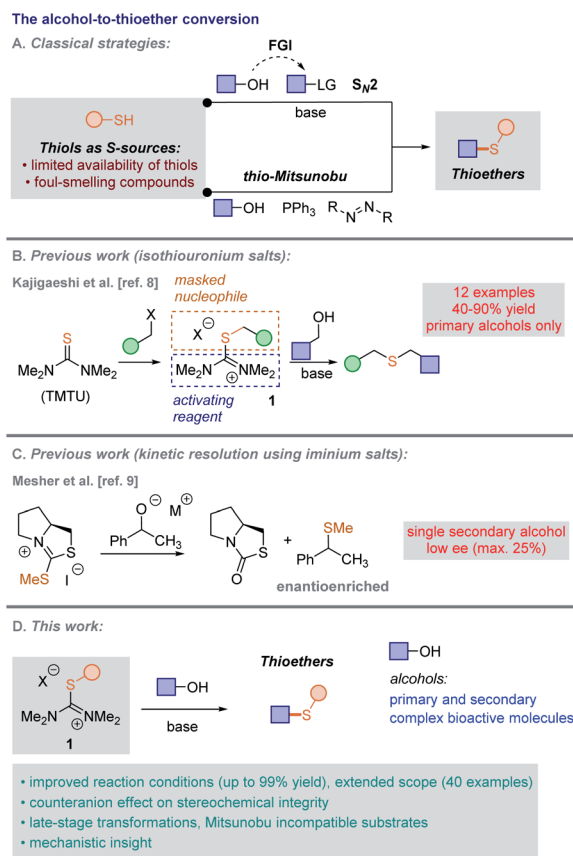 The alcohol-to-thioether conversion
A. Classical strategies:
FGI
OH
LG
SN2
base
SH
Thiols as S-sources:
• limited availability of thiols
• foul-smelling compounds
thio-Mitsunobu
OH
PPh3
R
N
N
R
S
Thioethers
B. Previous work (isothiouronium salts):
Kajigaeshi et al. [ref. 8]
masked
nucleophile
X
X⊖
S
OH
S
Me2N
NMe2
(TMTU)
Me2N
NMe2
⊕
activating
reagent
1
base
S
12 examples
40-90% yield
primary alcohols only
C. Previous work (kinetic resolution using iminium salts):
Mesher et al. [ref. 9]
⊕
N
S
MeS
I⊖
O⊖ M⊕
Ph
CH3
N
S
O
+
SMe
Ph
CH3
enantioenriched
single secondary alcohol
low ee (max. 25%)
D. This work:
X⊖
S
Me2N
NMe2
⊕
1
OH
base
Thioethers
S
OH
alcohols:
primary and secondary
complex bioactive molecules
• improved reaction conditions (up to 99% yield), extended scope (40 examples)
• counteranion effect on stereochemical integrity
• late-stage transformations, Mitsunobu incompatible substrates
• mechanistic insight